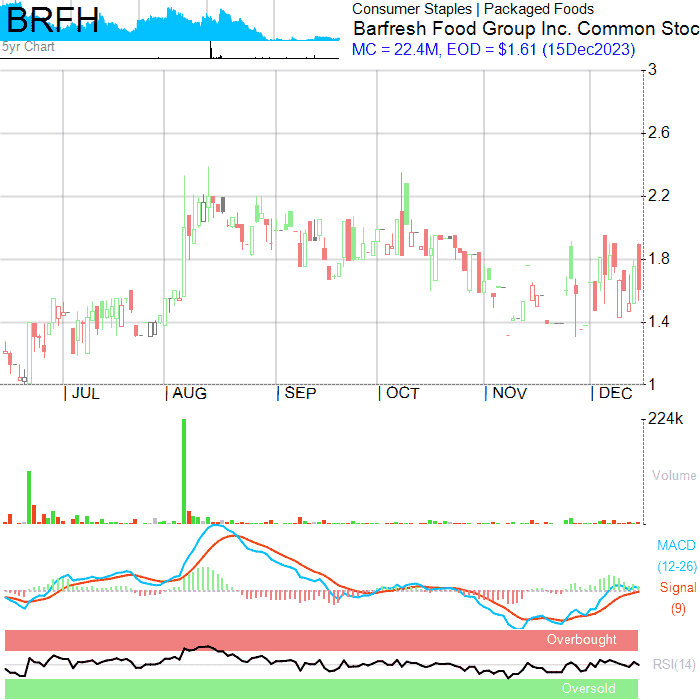 BRFH
5yr Chart
Consumer Staples | Packaged Foods
Barfresh Food Group Inc. Common Stoc
MC = 22.4M, EOD = $1.61 (15Dec2023)
3
2.6
2.2
1.8
1.4
1
JUL
AUG
SEP
OCT
NOV
DEC
224k
Volume
MACD
(12-26)
Signal
(9)
Overbought
RSI(14)
Oversold